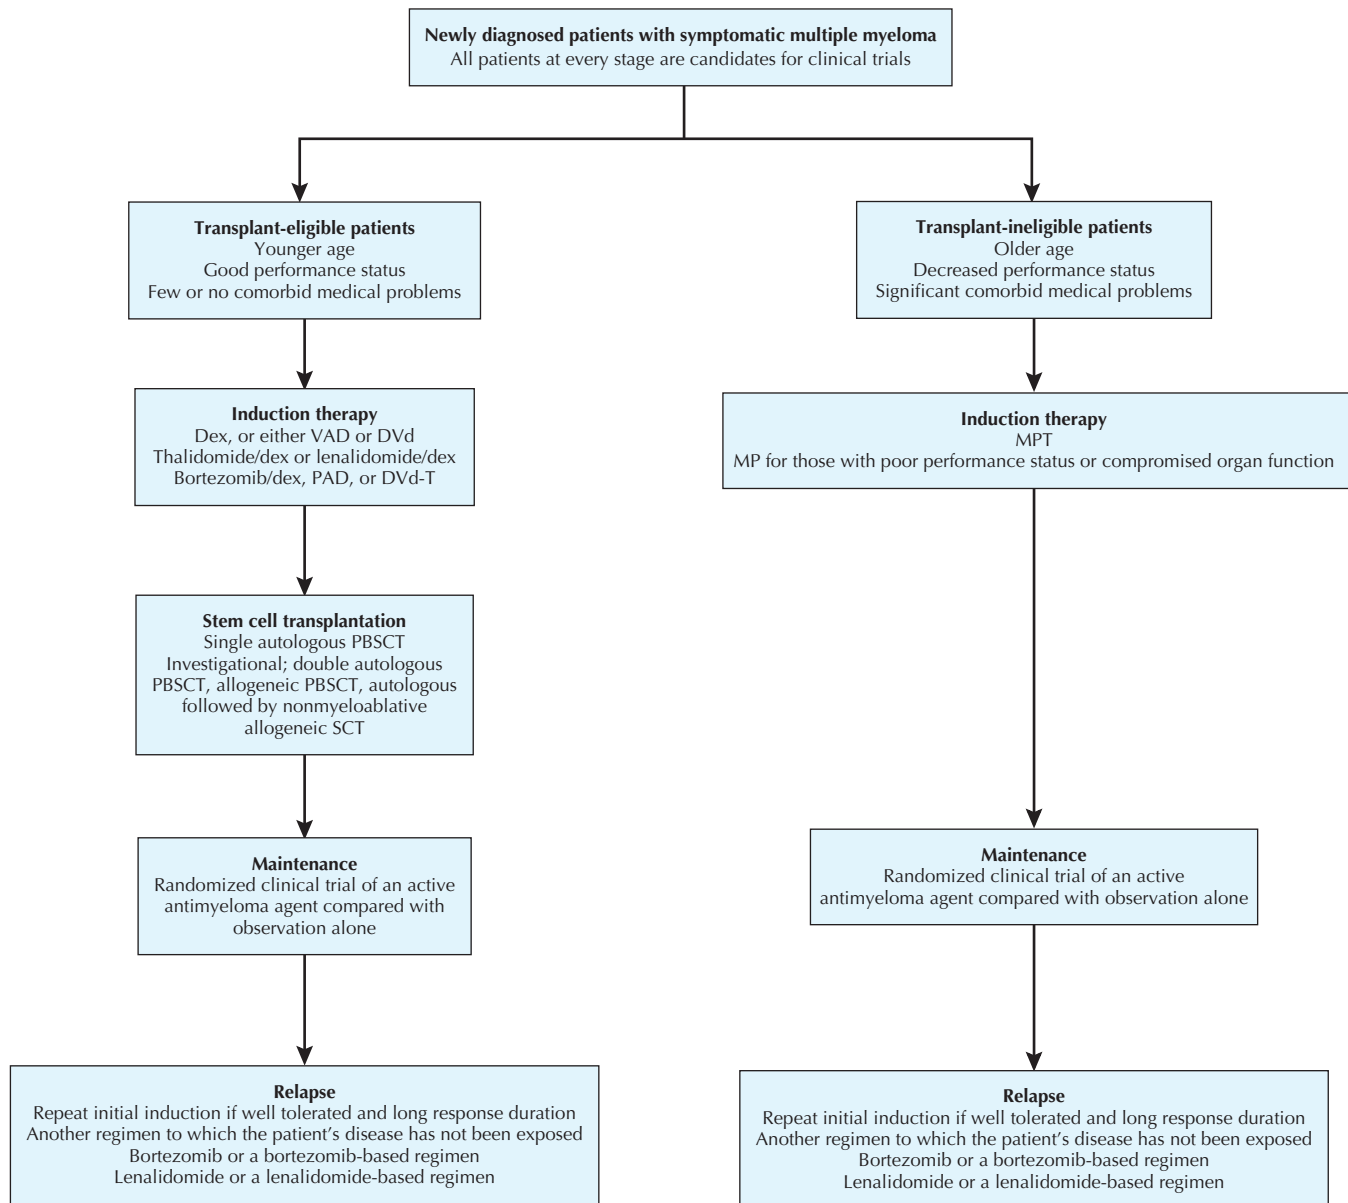 Newly diagnosed patients with symptomatic multiple myeloma
All patients at every stage are candidates for clinical trials
Transplant-eligible patients
Younger age
Good performance status
Few or no comorbid medical problems
Transplant-ineligible patients
Older age
Decreased performance status
Significant comorbid medical problems
Induction therapy
Dex, or either VAD or DVd
Thalidomide/dex or lenalidomide/dex
Bortezomib/dex, PAD, or DVd-T
Induction therapy
MPT
MP for those with poor performance status or compromised organ function
Stem cell transplantation
Single autologous PBSCT
Investigational; double autologous
PBSCT, allogeneic PBSCT, autologous
followed by nonmyeloablative
allogeneic SCT
Maintenance
Randomized clinical trial of an active
antimyeloma agent compared with
observation alone
Maintenance
Randomized clinical trial of an active
antimyeloma agent compared with observation alone
Relapse
Repeat initial induction if well tolerated and long response duration
Another regimen to which the patient's disease has not been exposed
Bortezomib or a bortezomib-based regimen
Lenalidomide or a lenalidomide-based regimen
Relapse
Repeat initial induction if well tolerated and long response duration
Another regimen to which the patient's disease has not been exposed
Bortezomib or a bortezomib-based regimen
Lenalidomide or a lenalidomide-based regimen